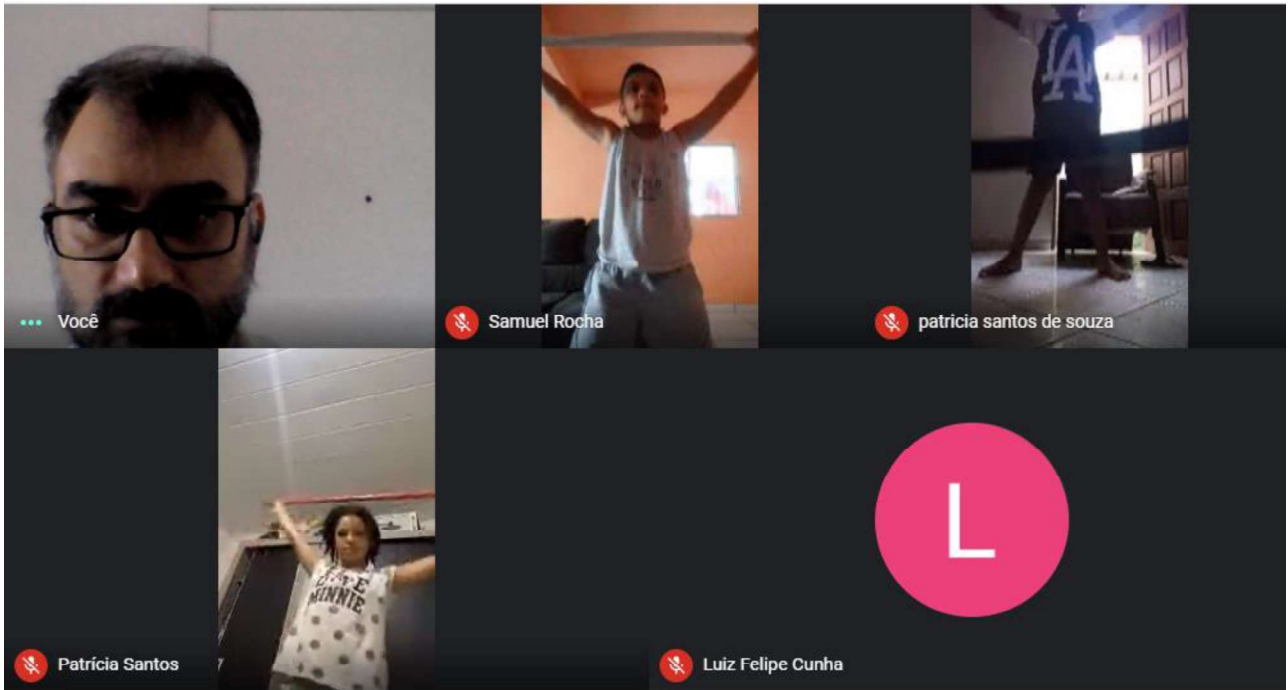 Você
Samuel Rocha
patricia santos de souza
LA
MINNIE
Patrícia Santos
L
Luiz Felipe Cunha